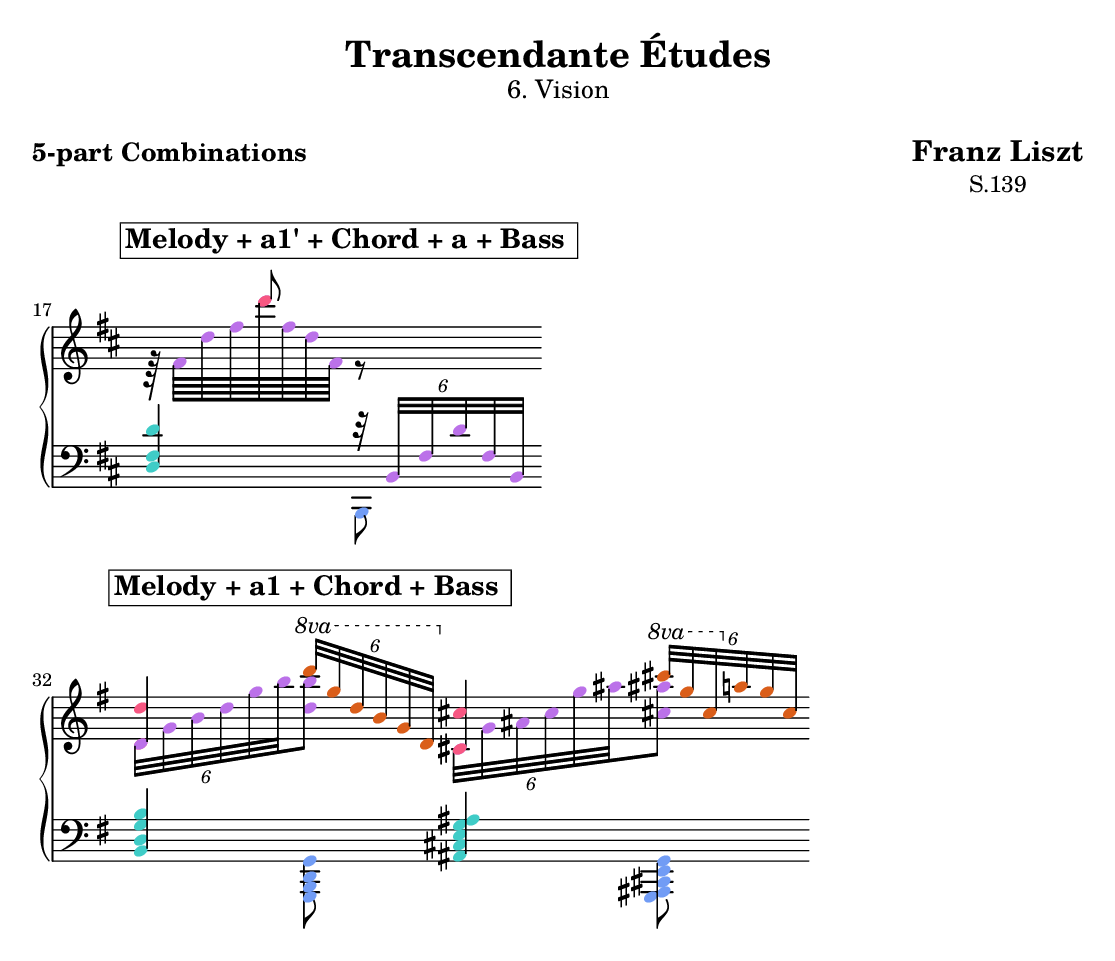 Transcendante Études
6. Vision
5-part Combinations
Franz Liszt
S.139
Melody + a1' + Chord + a + Bass
17
6
Melody + a1 + Chord + Bass
8va
6
8va
6
32
6
6